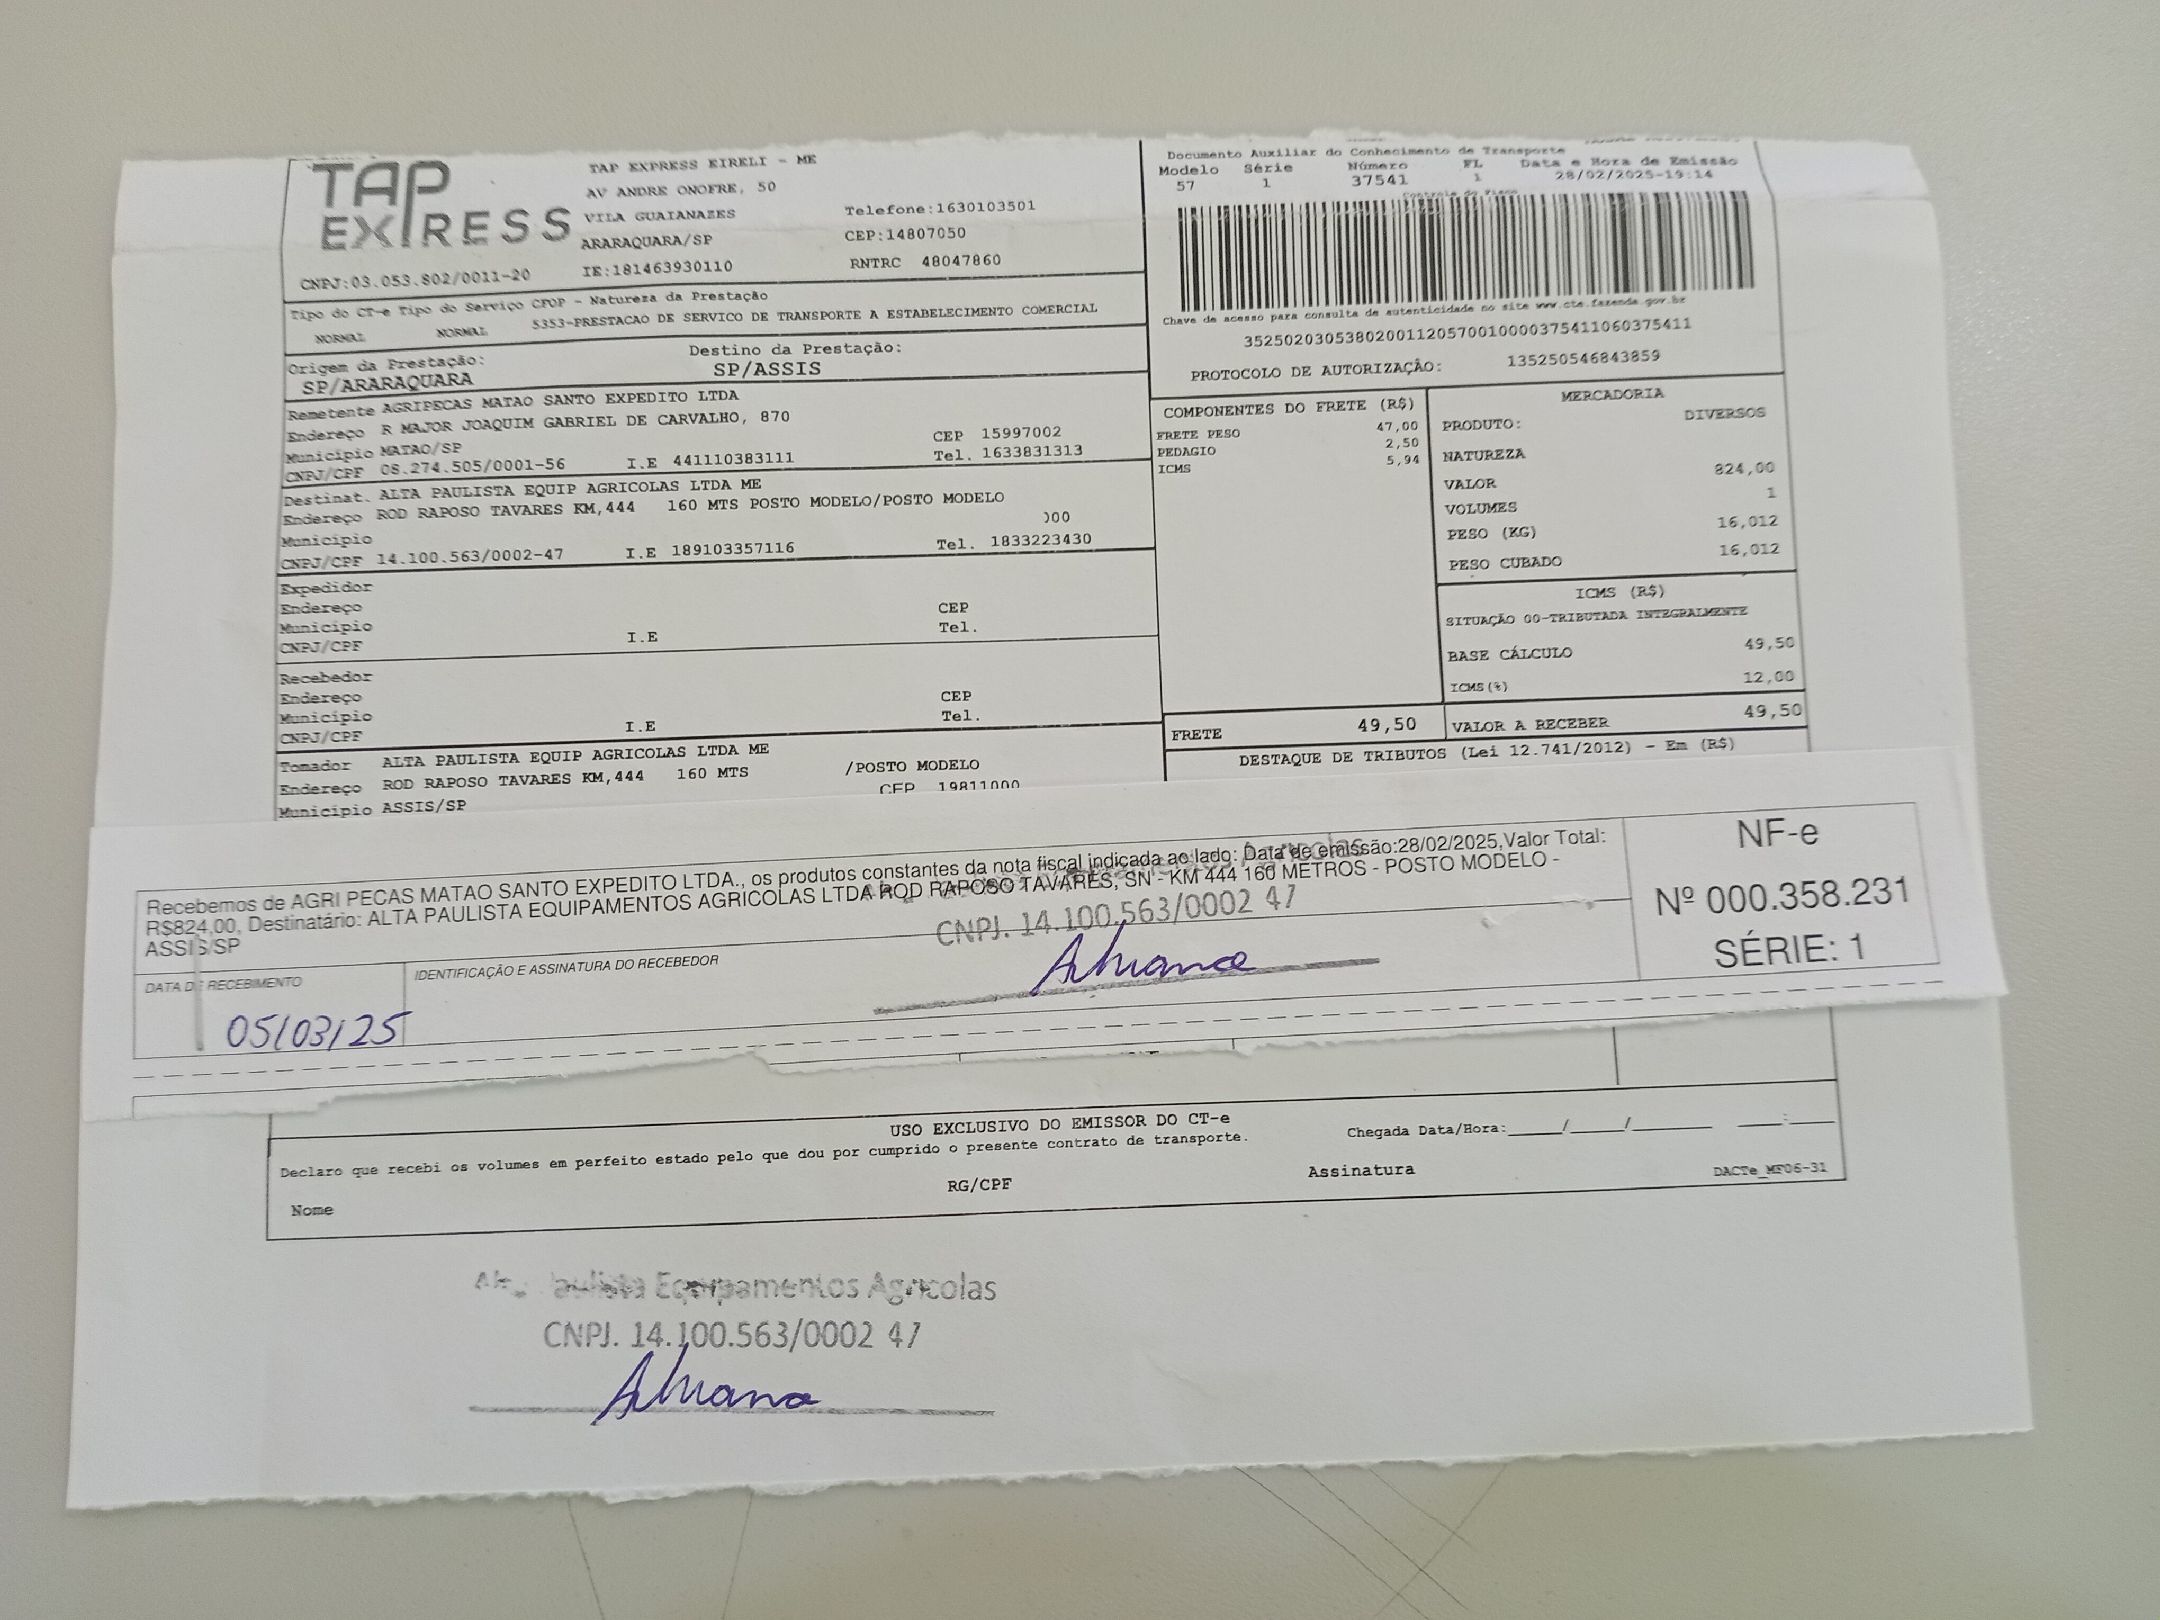 TAP
EXPRESS
TAP EXPRESS EIRELI - ME
AV ANDRE ONOFRE, 50
VILA GUAIANAZES
ARARAQUARA/SP
Telefone:1630103501
CEP:14807050
CNPJ:03.053.802/0011-20 IE:181463930110 RNTRC 48047860
Documento Auxiliar do Conhecimento de Transporte
Modelo Série Número FL Data e Hora de Emissão
57 1 37541 1 28/02/2025-19:14
Controle do Fisco
Chave de acesso para consulta de autenticidade no site www.cte.fazenda.gov.br
35250203053802001120570010000375411060375411
PROTOCOLO DE AUTORIZAÇÃO: 135250546843859
Tipo do CT-e Tipo do Serviço CFOP - Natureza da Prestação
NORMAL NORMAL 5353-PRESTACAO DE SERVICO DE TRANSPORTE A ESTABELECIMENTO COMERCIAL
Origem da Prestação: Destino da Prestação:
SP/ARARAQUARA SP/ASSIS
Remetente AGRIPECAS MATAO SANTO EXPEDITO LTDA
Endereço R MAJOR JOAQUIM GABRIEL DE CARVALHO, 870
Município MATAO/SP CEP 15997002
CNPJ/CPF 08.274.505/0001-56 I.E 441110383111 Tel. 1633831313
Destinat. ALTA PAULISTA EQUIP AGRICOLAS LTDA ME
Endereço ROD RAPOSO TAVARES KM,444 160 MTS POSTO MODELO/POSTO MODELO
Município 000
CNPJ/CPF 14.100.563/0002-47 I.E 189103357116 Tel. 1833223430
Expedidor
Endereço
Município CEP
CNPJ/CPF I.E Tel.
Recebedor
Endereço
Município CEP
CNPJ/CPF I.E Tel.
Tomador ALTA PAULISTA EQUIP AGRICOLAS LTDA ME
Endereço ROD RAPOSO TAVARES KM,444 160 MTS /POSTO MODELO
Município ASSIS/SP CEP 19811000
COMPONENTES DO FRETE (R$)
FRETE PESO 47,00
PEDAGIO 2,50
ICMS 5,94
FRETE 49,50
MERCADORIA
PRODUTO: DIVERSOS
NATUREZA
VALOR 824,00
VOLUMES 1
PESO (KG) 16,012
PESO CUBADO 16,012
ICMS (R$)
SITUAÇÃO 00-TRIBUTADA INTEGRALMENTE
BASE CÁLCULO 49,50
ICMS(%) 12,00
VALOR A RECEBER 49,50
DESTAQUE DE TRIBUTOS (Lei 12.741/2012) - Em (R$)
Recebemos de AGRI PECAS MATAO SANTO EXPEDITO LTDA., os produtos constantes da nota fiscal indicada ao lado: Data de emissão:28/02/2025,Valor Total:
R$824,00, Destinatário: ALTA PAULISTA EQUIPAMENTOS AGRICOLAS LTDA ROD RAPOSO TAVARES, SN - KM 444 160 METROS - POSTO MODELO -
ASSIS/SP
CNPJ. 14.100.563/0002 47
DATA DE RECEBIMENTO
05/03/25
IDENTIFICAÇÃO E ASSINATURA DO RECEBEDOR
NF-e
Nº 000.358.231
SÉRIE: 1
USO EXCLUSIVO DO EMISSOR DO CT-e
Declaro que recebi os volumes em perfeito estado pelo que dou por cumprido o presente contrato de transporte.
Chegada Data/Hora:_____/_____/_______ ____:____
Nome RG/CPF Assinatura DACTe_MF06-31
Paulista Equipamentos Agricolas
CNPJ. 14.100.563/0002 47